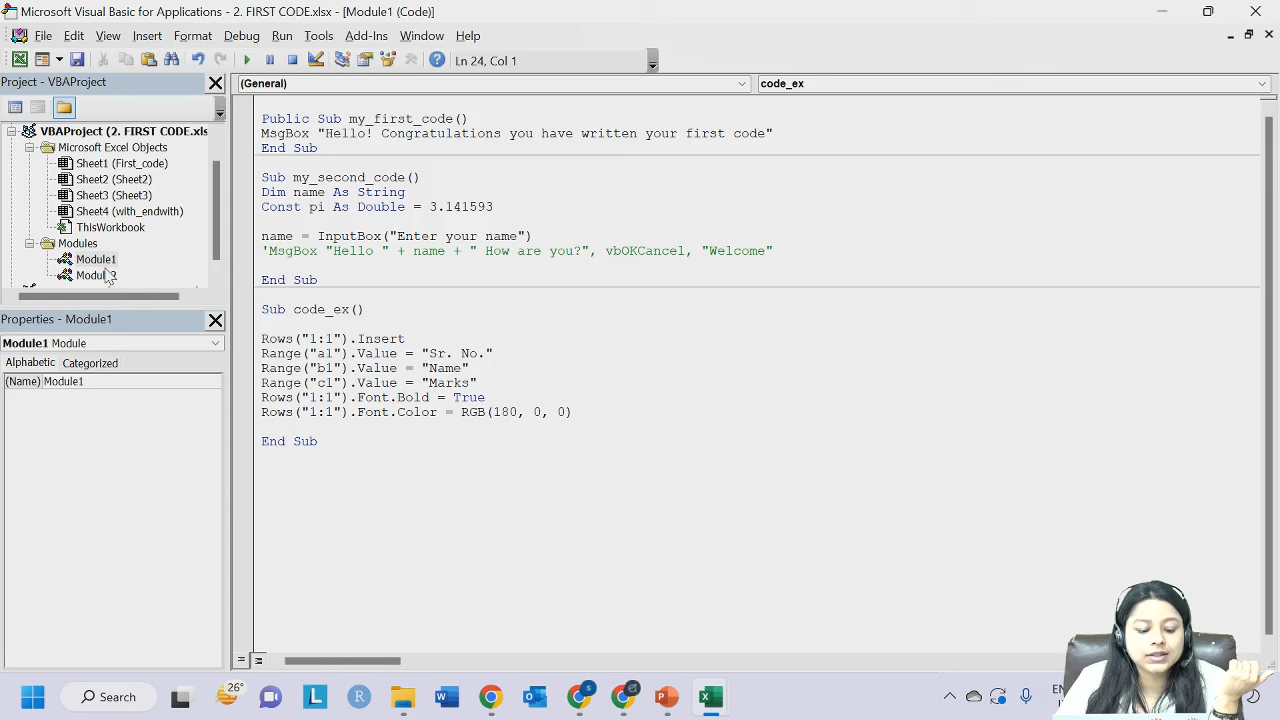 Microsoft Visual Basic for Applications - 2. FIRST CODE.xlsx - [Module1 (Code)]
File Edit View Insert Format Debug Run Tools Add-Ins Window Help
Ln 24, Col 1
Project - VBAProject
(General)
code_ex
VBAProject (2. FIRST CODE.xls
Microsoft Excel Objects
Sheet1 (First_code)
Sheet2 (Sheet2)
Sheet3 (Sheet3)
Sheet4 (with_endwith)
ThisWorkbook
Modules
Module1
Properties - Module1
Module1 Module
Alphabetic Categorized
(Name) Module1
Public Sub my_first_code()
MsgBox "Hello! Congratulations you have written your first code"
End Sub
Sub my_second_code()
Dim name As String
Const pi As Double = 3.141593
name = InputBox("Enter your name")
'MsgBox "Hello " + name + " How are you?", vbOKCancel, "Welcome"
End Sub
Sub code_ex()
Rows("1:1").Insert
Range("a1").Value = "Sr. No."
Range("b1").Value = "Name"
Range("c1").Value = "Marks"
Rows("1:1").Font.Bold = True
Rows("1:1").Font.Color = RGB(180, 0, 0)
End Sub
26°
Search